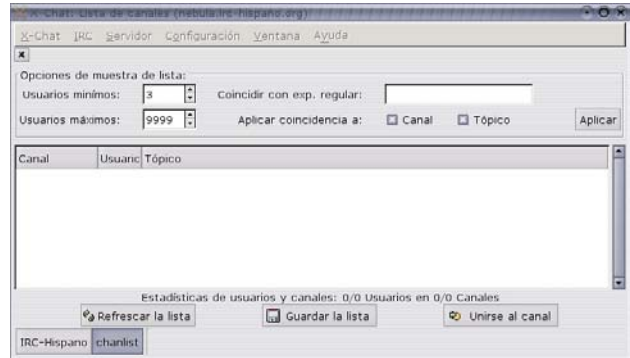 X-Chat: Lista de canales (nebula.irc-hispano.org)
X-Chat IRC Servidor Configuración Ventana Ayuda
Opciones de muestra de lista:
Usuarios minímos: 3 Coincidir con exp. regular:
Usuarios máximos: 9999 Aplicar coincidencia a: Canal Tópico Aplicar
Canal Usuaric Tópico
Estadísticas de usuarios y canales: 0/0 Usuarios en 0/0 Canales
Refrescar la lista Guardar la lista Unirse al canal
IRC-Hispano chanlist